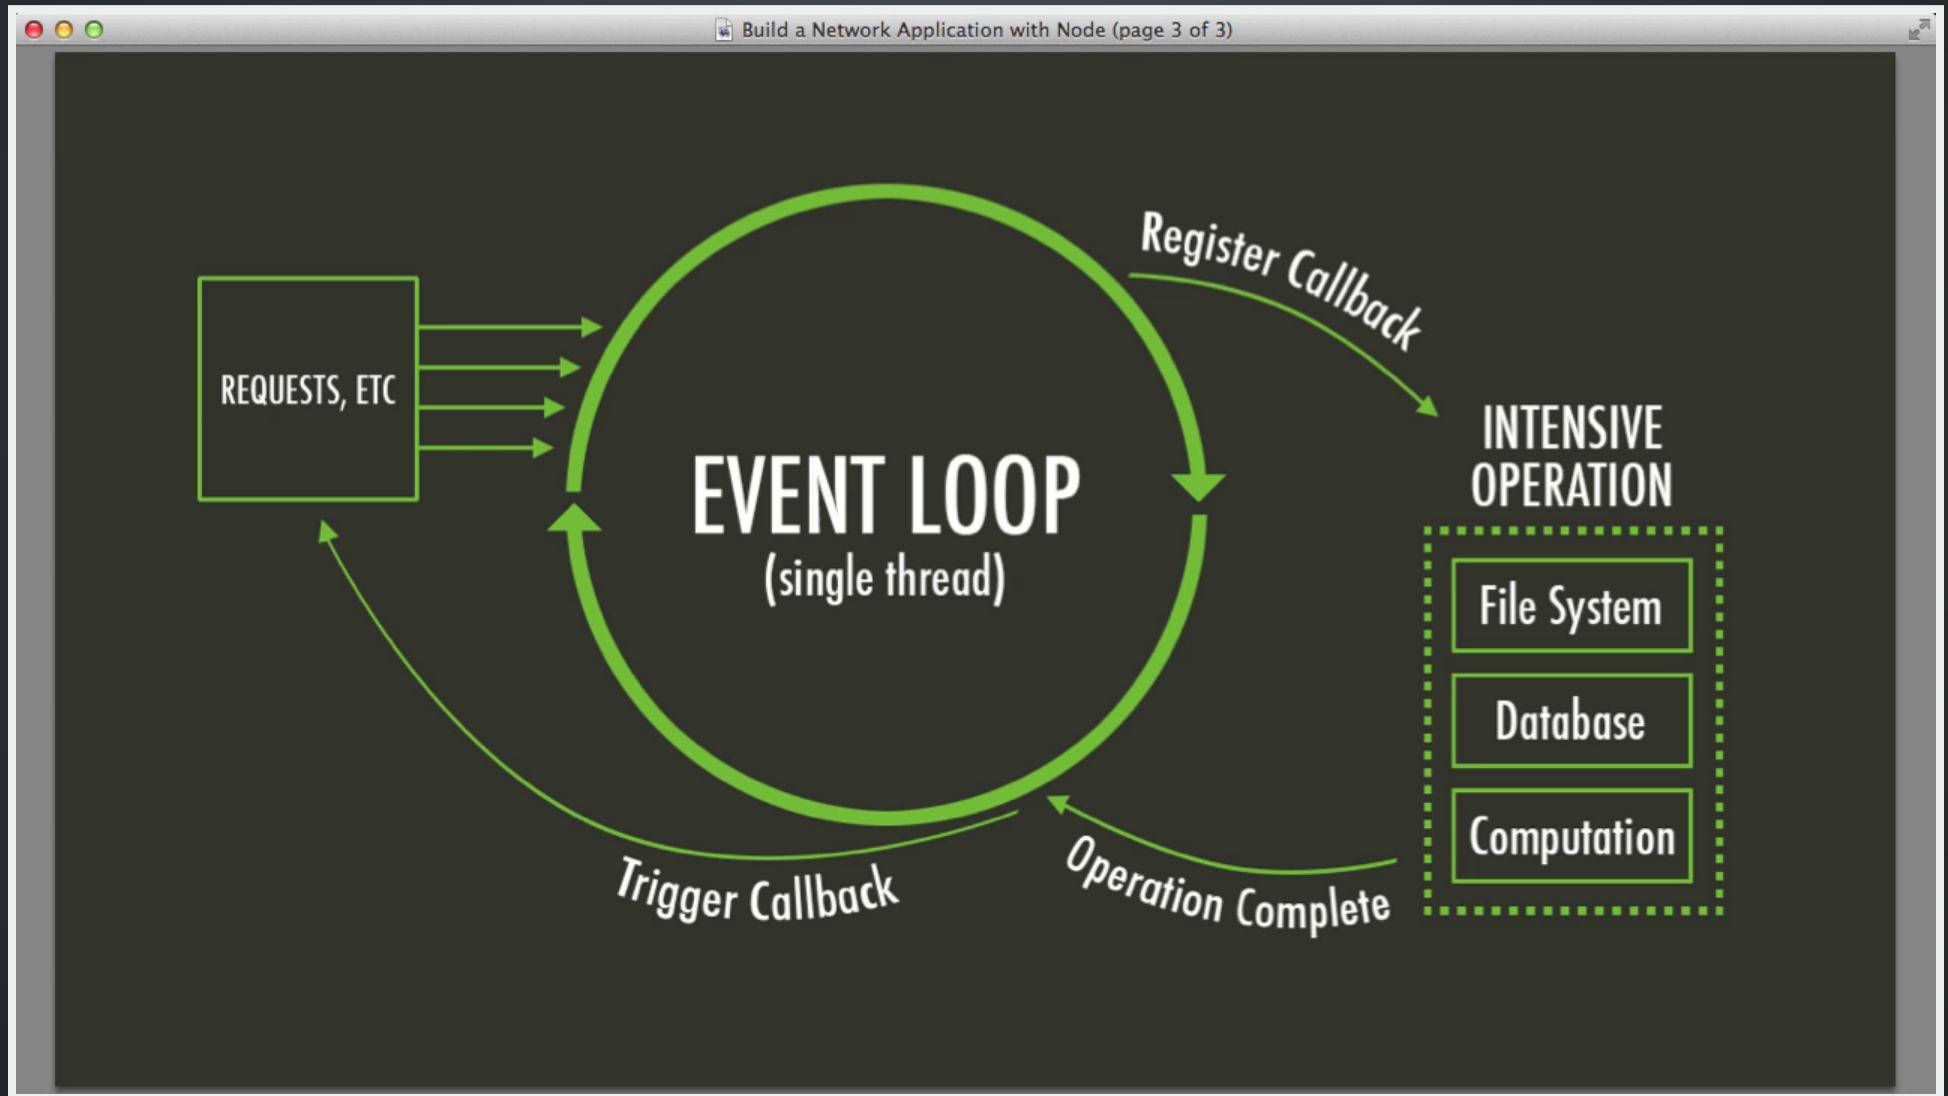 Build a Network Application with Node (page 3 of 3)
Register Callback
REQUESTS, ETC
EVENT LOOP
(single thread)
INTENSIVE
OPERATION
File System
Database
Computation
Operation Complete
Trigger Callback